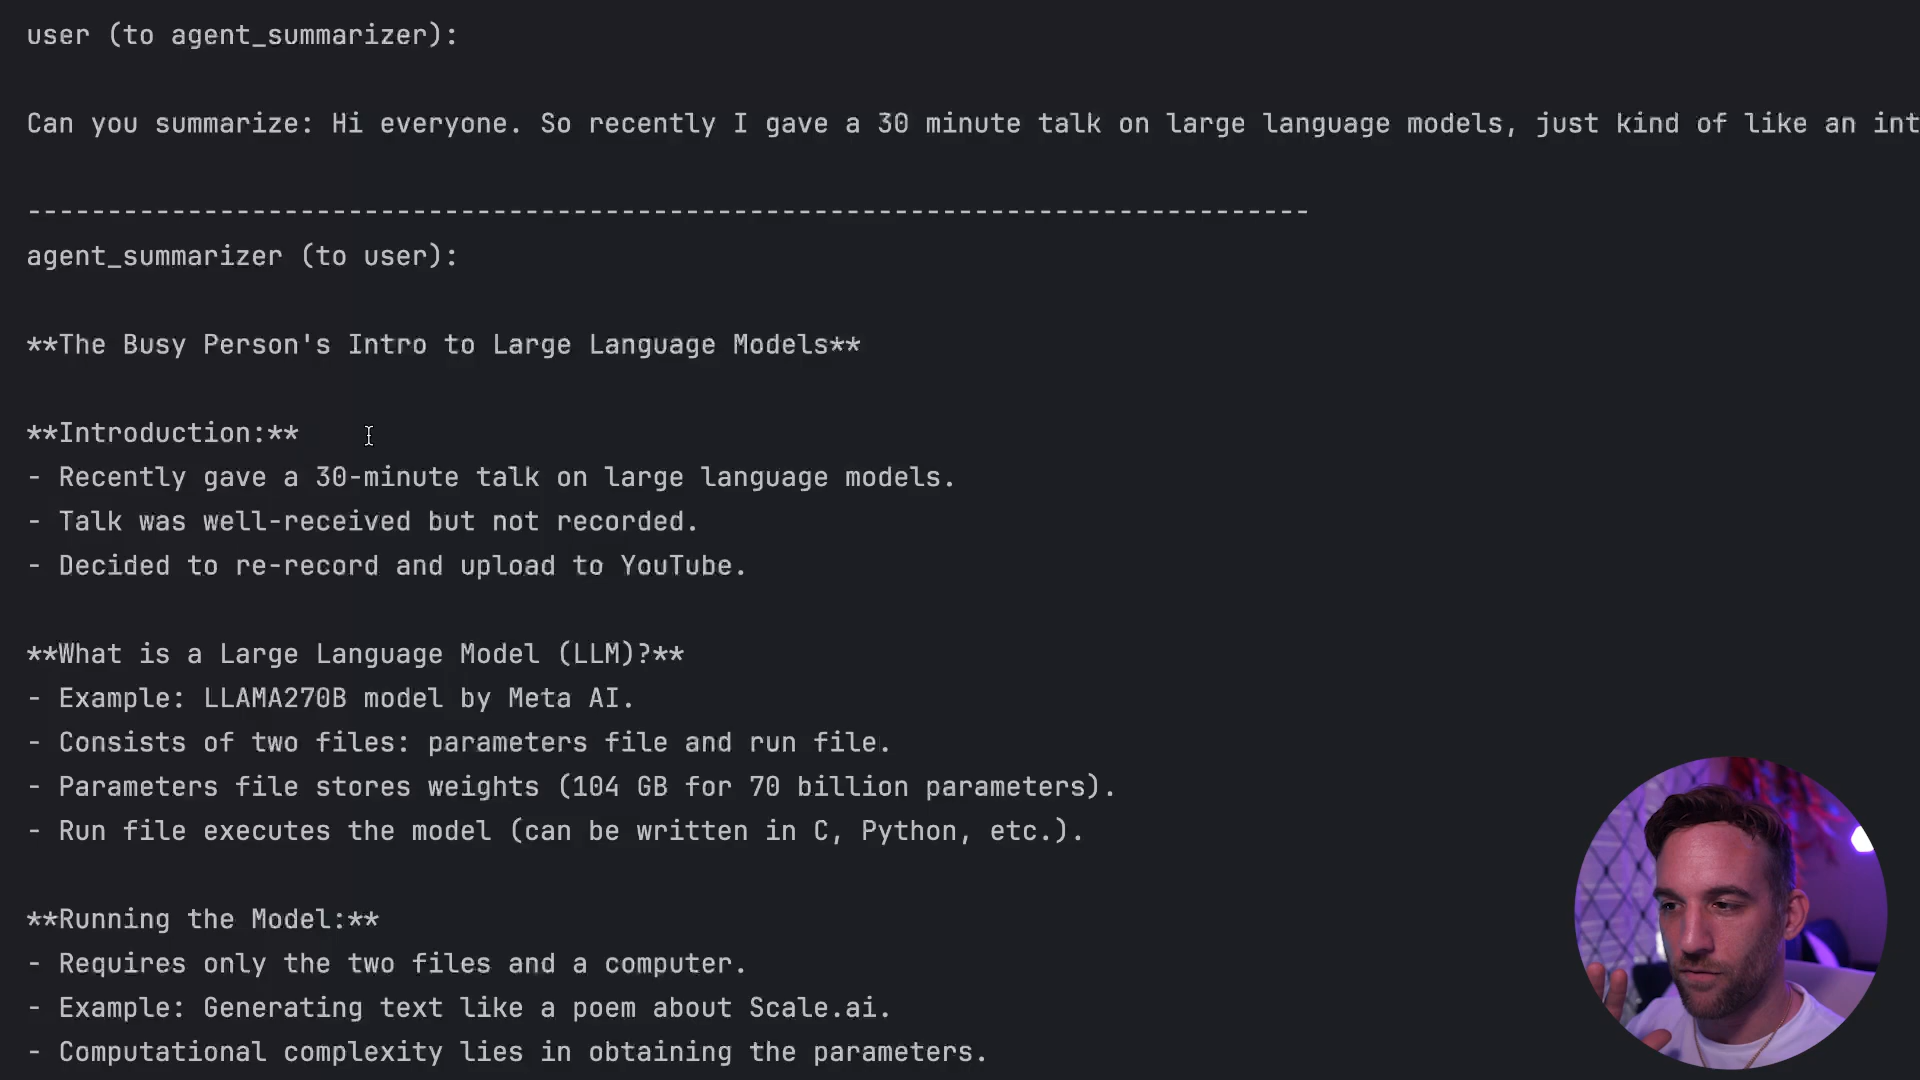 user (to agent_summarizer):
Can you summarize: Hi everyone. So recently I gave a 30 minute talk on large language models, just kind of like an int
--------------------------------------------------------------------------------
agent_summarizer (to user):
**The Busy Person's Intro to Large Language Models**
**Introduction:**
- Recently gave a 30-minute talk on large language models.
- Talk was well-received but not recorded.
- Decided to re-record and upload to YouTube.
**What is a Large Language Model (LLM)?**
- Example: LLAMA270B model by Meta AI.
- Consists of two files: parameters file and run file.
- Parameters file stores weights (104 GB for 70 billion parameters).
- Run file executes the model (can be written in C, Python, etc.).
**Running the Model:**
- Requires only the two files and a computer.
- Example: Generating text like a poem about Scale.ai.
- Computational complexity lies in obtaining the parameters.